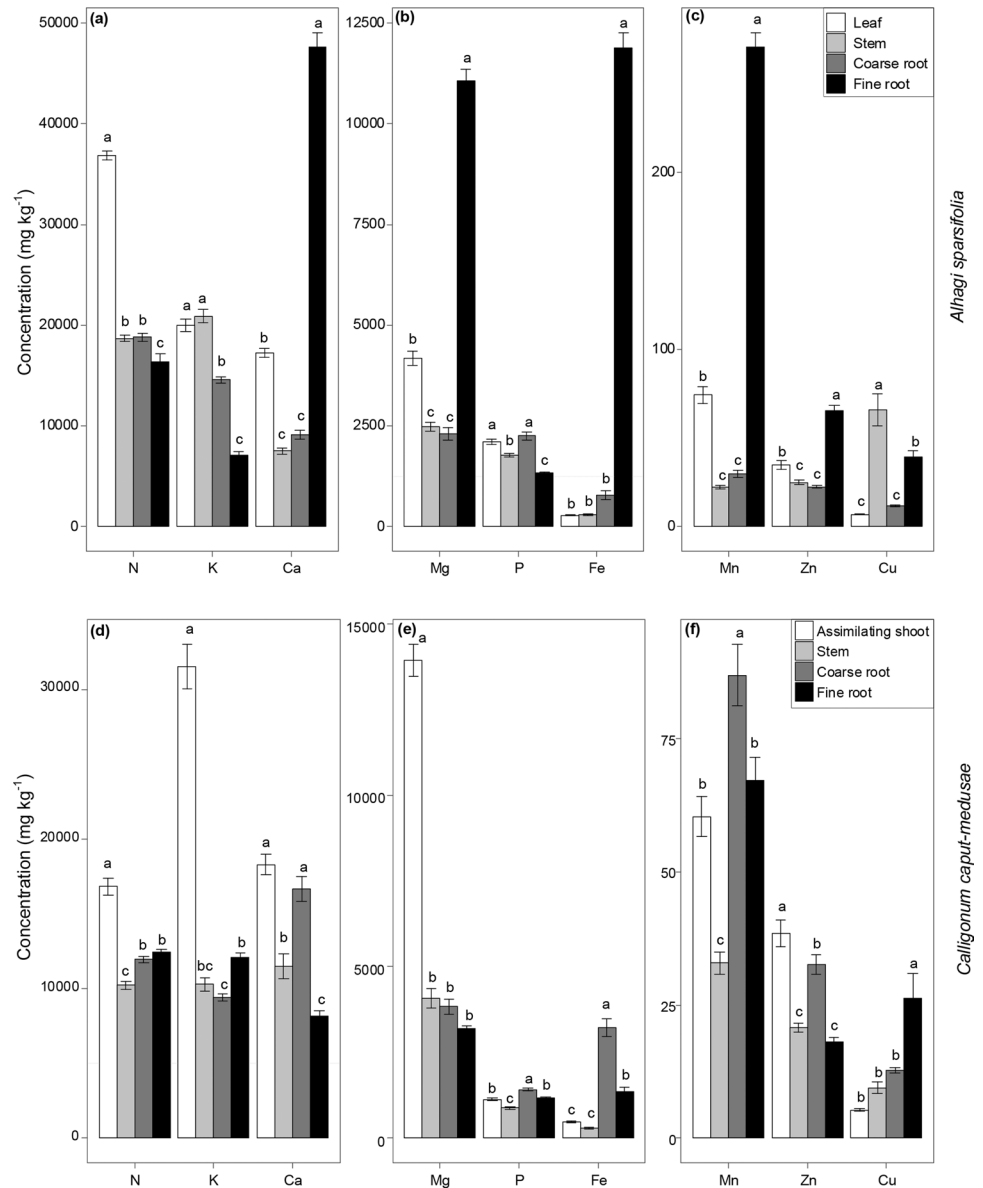 (a)
50000
40000
30000
20000
10000
0
Concentration (mg kg⁻¹)
a
b
b
c
a
a
b
c
b
c
c
a
N K Ca
(b)
12500
10000
7500
5000
2500
0
b
c
c
a
a
b
a
c
b
b
b
a
Mg P Fe
(c)
200
100
0
b
c
c
a
b
c
c
a
c
a
c
b
Mn Zn Cu
Leaf
Stem
Coarse root
Fine root
Alhagi sparsifolia
(d)
30000
20000
10000
0
Concentration (mg kg⁻¹)
a
c
b
b
a
bc
c
b
a
b
a
c
N K Ca
(e)
15000
10000
5000
0
a
b
b
b
b
c
a
b
c
c
a
b
Mg P Fe
(f)
75
50
25
0
b
c
a
b
a
c
b
c
b
b
b
a
Mn Zn Cu
Assimilating shoot
Stem
Coarse root
Fine root
Calligonum caput-medusae